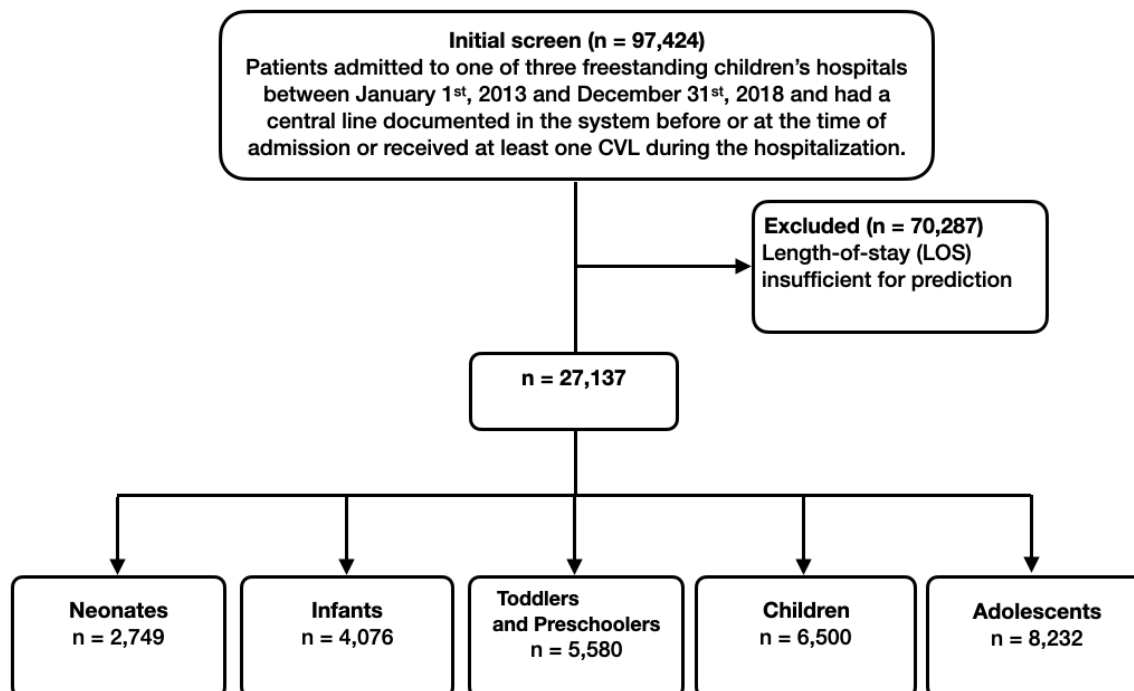 Initial screen (n = 97,424)
Patients admitted to one of three freestanding children’s hospitals
between January 1st, 2013 and December 31st, 2018 and had a
central line documented in the system before or at the time of
admission or received at least one CVL during the hospitalization.
Excluded (n = 70,287)
Length-of-stay (LOS)
insufficient for prediction
n = 27,137
Neonates
n = 2,749
Infants
n = 4,076
Toddlers
and Preschoolers
n = 5,580
Children
n = 6,500
Adolescents
n = 8,232